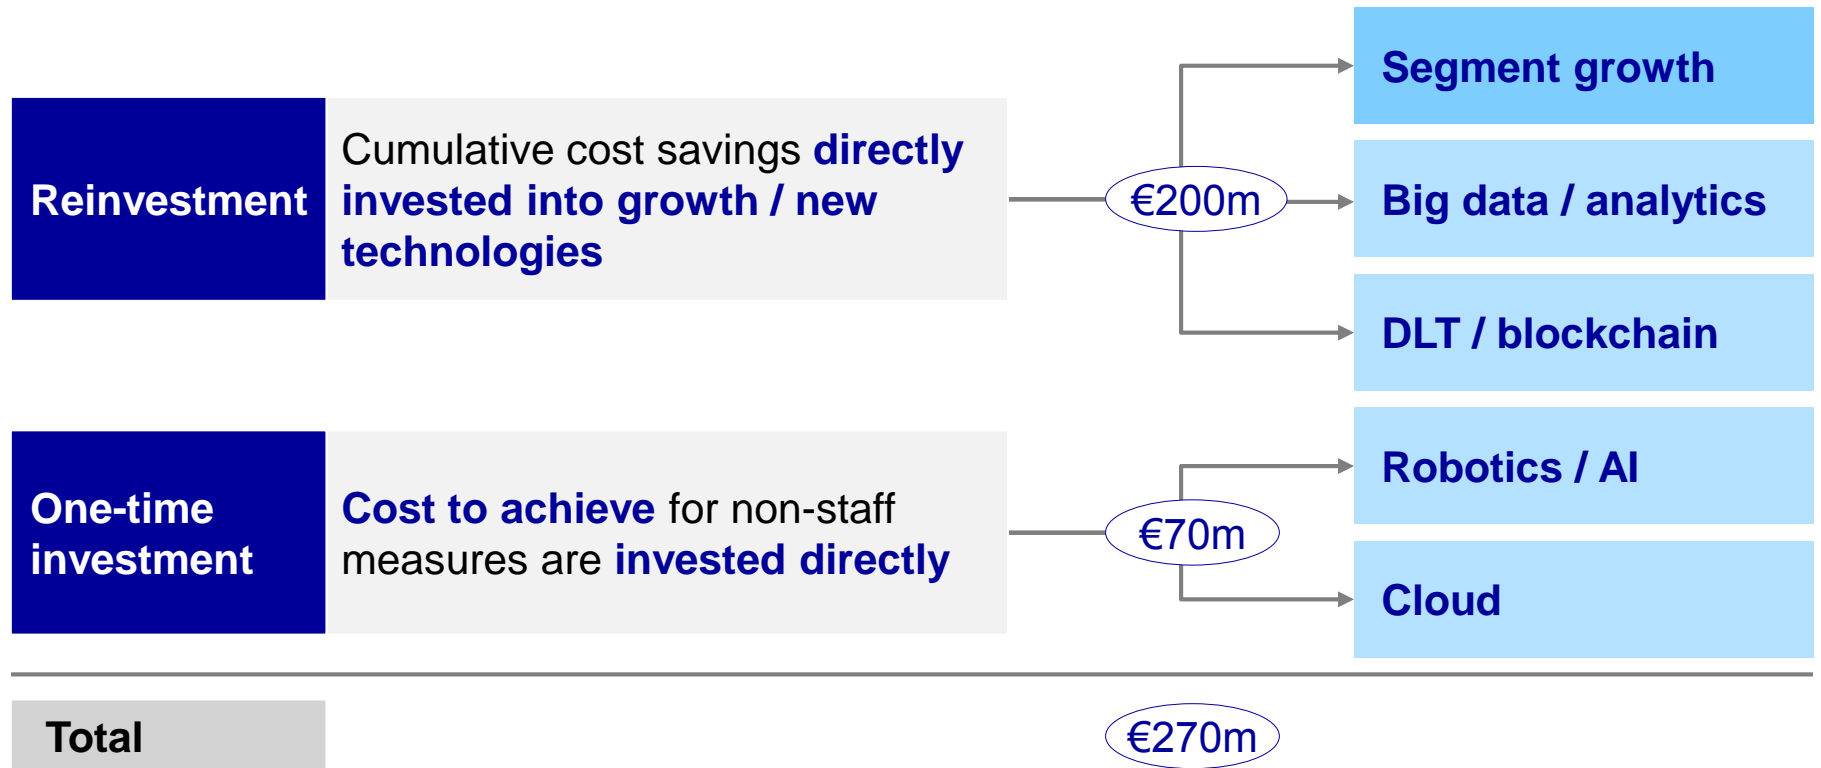 Reinvestment
Cumulative cost savings directly
invested into growth / new
technologies
€200m
Segment growth
Big data / analytics
DLT / blockchain
One-time
investment
Cost to achieve for non-staff
measures are invested directly
€70m
Robotics / AI
Cloud
Total
€270m